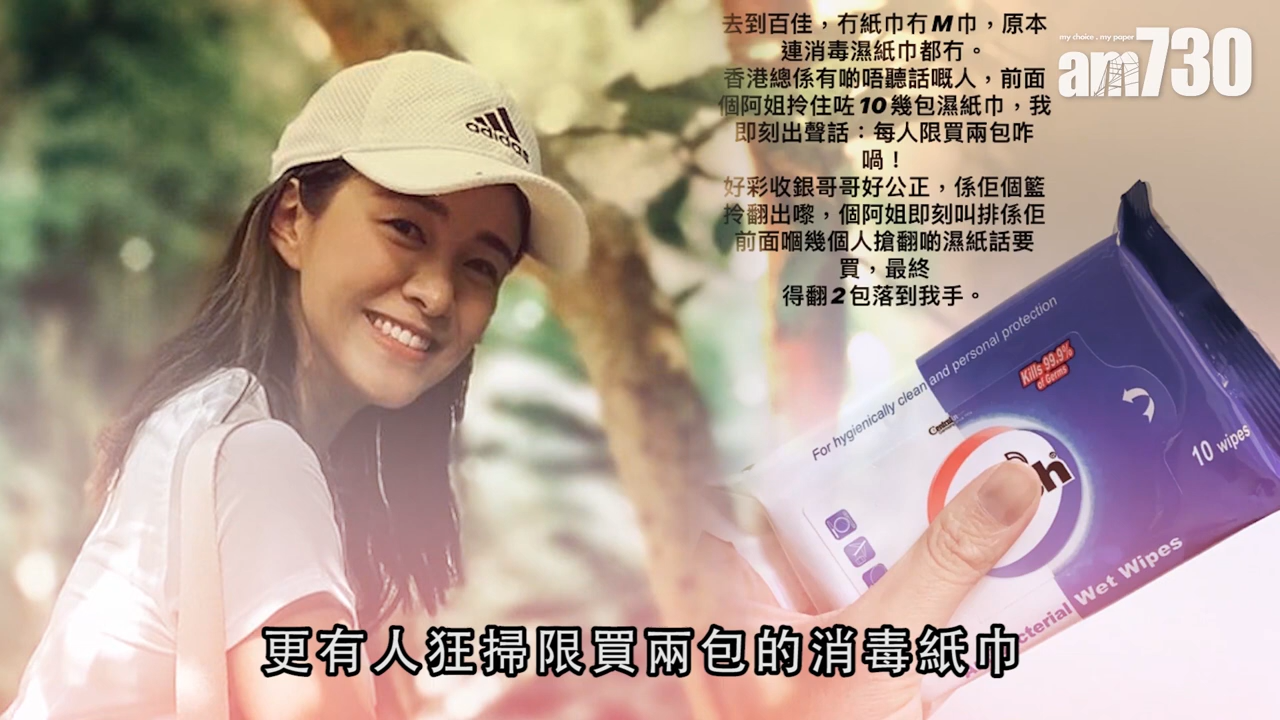 去到百佳，冇紙巾冇M巾，原本
連消毒濕紙巾都冇。
香港總係有啲唔聽話嘅人，前面
個阿姐拎住咗10幾包濕紙巾，我
即刻出聲話：每人限買兩包咋
喎！
好彩收銀哥哥好公正，係佢個籃
拎翻出嚟，個阿姐即刻叫排係佢
前面嗰幾個人搶翻啲濕紙話要
買，最終
得翻2包落到我手。
my choice . my paper
am730
adidas
For hygienically clean and personal protection
Kills 99.9%
of Germs
10 wipes
Wet Wipes
更有人狂掃限買兩包的消毒紙巾